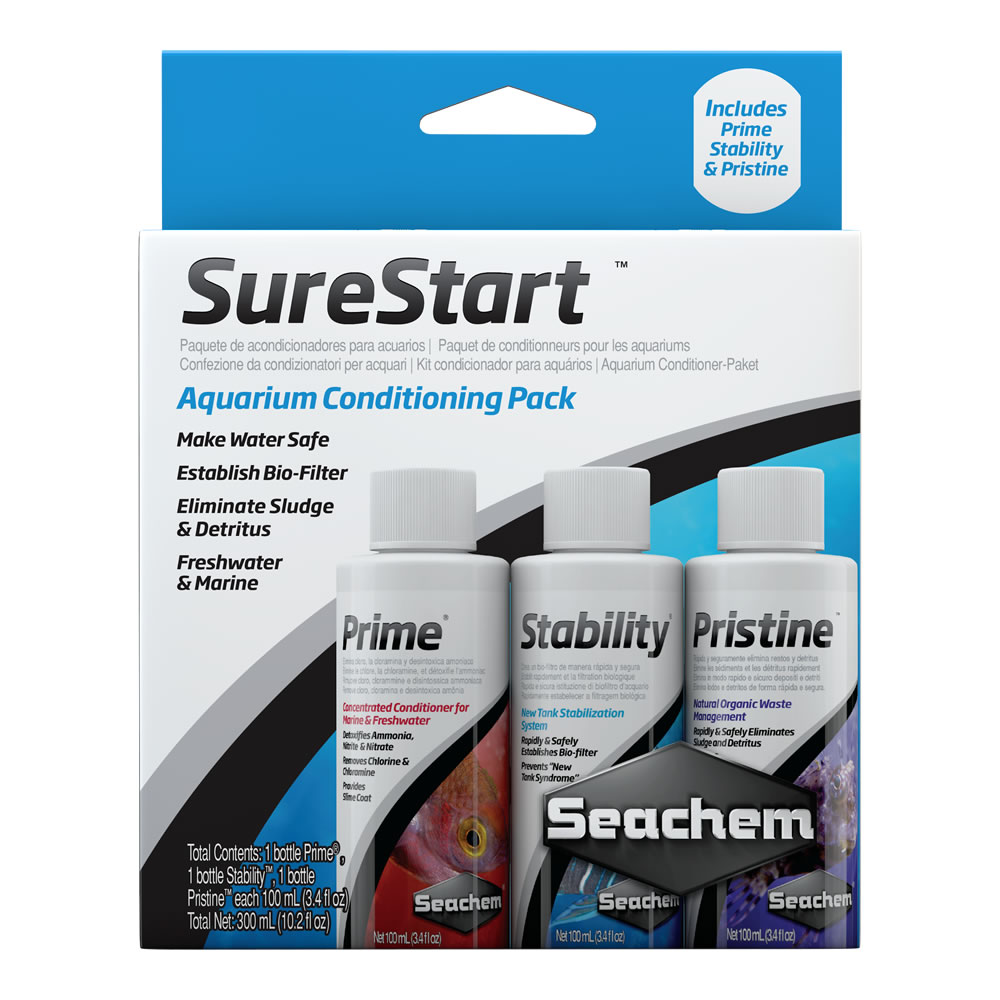 Includes
Prime
Stability
& Pristine
SureStart™
Paquete de acondicionadores para acuarios | Paquet de conditionneurs pour les aquariums
Confezione da condizionatori per acquari | Kit condicionador para aquários | Aquarium Conditioner-Paket
Aquarium Conditioning Pack
Make Water Safe
Establish Bio-Filter
Eliminate Sludge
& Detritus
Freshwater
& Marine
Prime®
Concentrated Conditioner for
Marine & Freshwater
Detoxifies Ammonia,
Nitrite & Nitrate
Removes Chlorine &
Chloramine
Provides
Slime Coat
Seachem
Net 100 mL (3.4 fl oz)
Stability
New Tank Stabilization
System
Rapidly & Safely
Establishes Bio-filter
Prevents "New
Tank Syndrome"
Seachem
Net 100 mL (3.4 fl oz)
Pristine™
Natural Organic Waste
Management
Rapidly & Safely Eliminates
Sludge and Detritus
Seachem
Net 100 mL (3.4 fl oz)
Seachem
Total Contents: 1 bottle Prime®,
1 bottle Stability™, 1 bottle
Pristine™ each 100 mL (3.4 fl oz)
Total Net: 300 mL (10.2 fl oz)